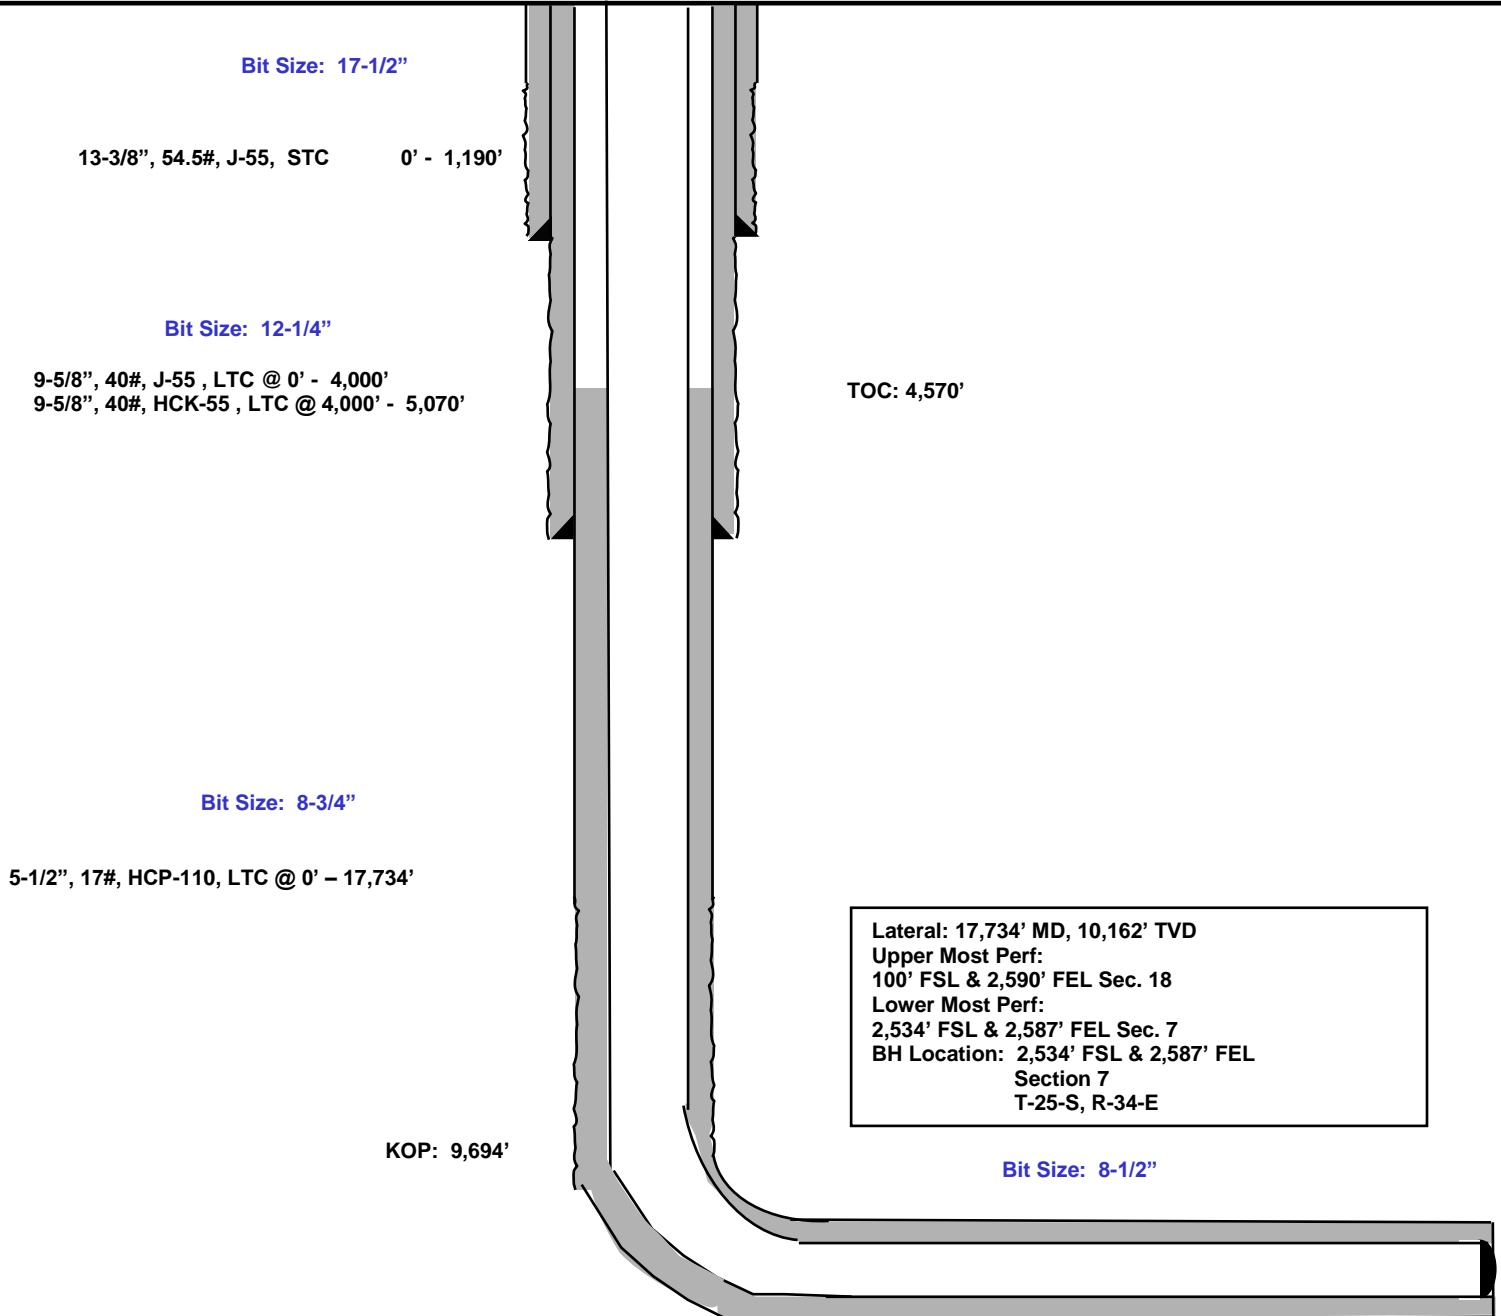 Bit Size: 17-1/2”
13-3/8”, 54.5#, J-55, STC 0’ - 1,190’
Bit Size: 12-1/4”
9-5/8”, 40#, J-55 , LTC @ 0’ - 4,000’
9-5/8”, 40#, HCK-55 , LTC @ 4,000’ - 5,070’
TOC: 4,570’
Bit Size: 8-3/4”
5-1/2”, 17#, HCP-110, LTC @ 0’ – 17,734’
Lateral: 17,734’ MD, 10,162’ TVD
Upper Most Perf:
100’ FSL & 2,590’ FEL Sec. 18
Lower Most Perf:
2,534’ FSL & 2,587’ FEL Sec. 7
BH Location: 2,534’ FSL & 2,587’ FEL
Section 7
T-25-S, R-34-E
KOP: 9,694’
Bit Size: 8-1/2”